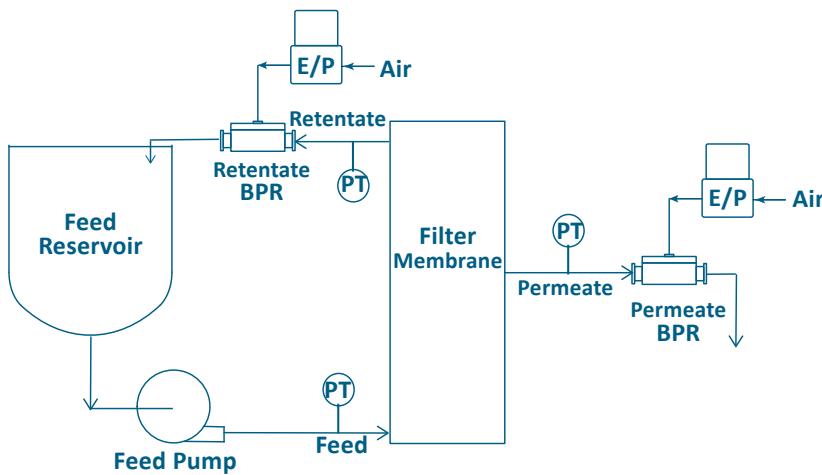 E/P
Air
Retentate
Retentate
BPR
PT
Feed
Reservoir
Filter
Membrane
PT
E/P
Air
Permeate
Permeate
BPR
PT
Feed
Feed Pump